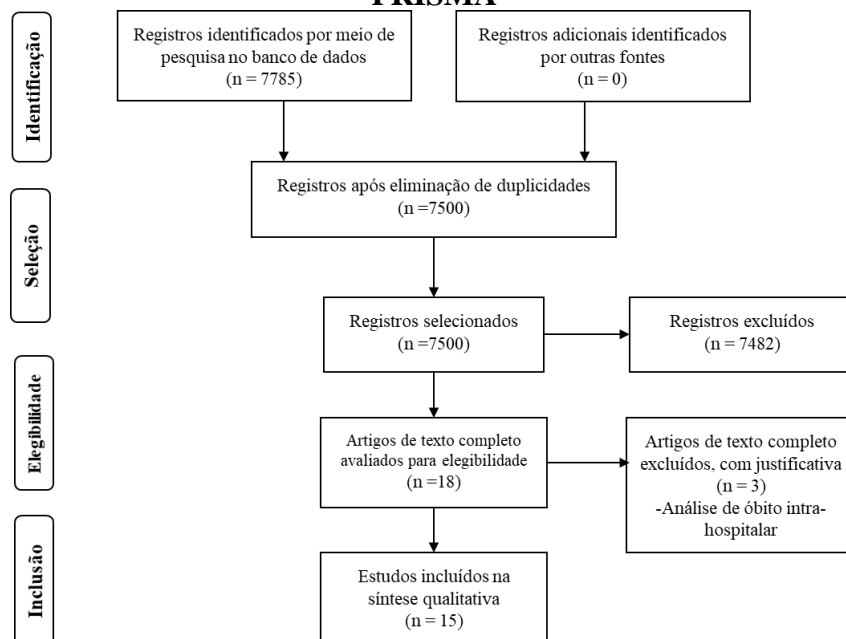 PRISMA
Identificação
Registros identificados por meio de
pesquisa no banco de dados
(n = 7785)
Registros adicionais identificados
por outras fontes
(n = 0)
Registros após eliminação de duplicidades
(n =7500)
Seleção
Registros selecionados
(n =7500)
Registros excluídos
(n = 7482)
Elegibilidade
Artigos de texto completo
avaliados para elegibilidade
(n =18)
Artigos de texto completo
excluídos, com justificativa
(n = 3)
-Análise de óbito intra-
hospitalar
Inclusão
Estudos incluídos na
síntese qualitativa
(n = 15)